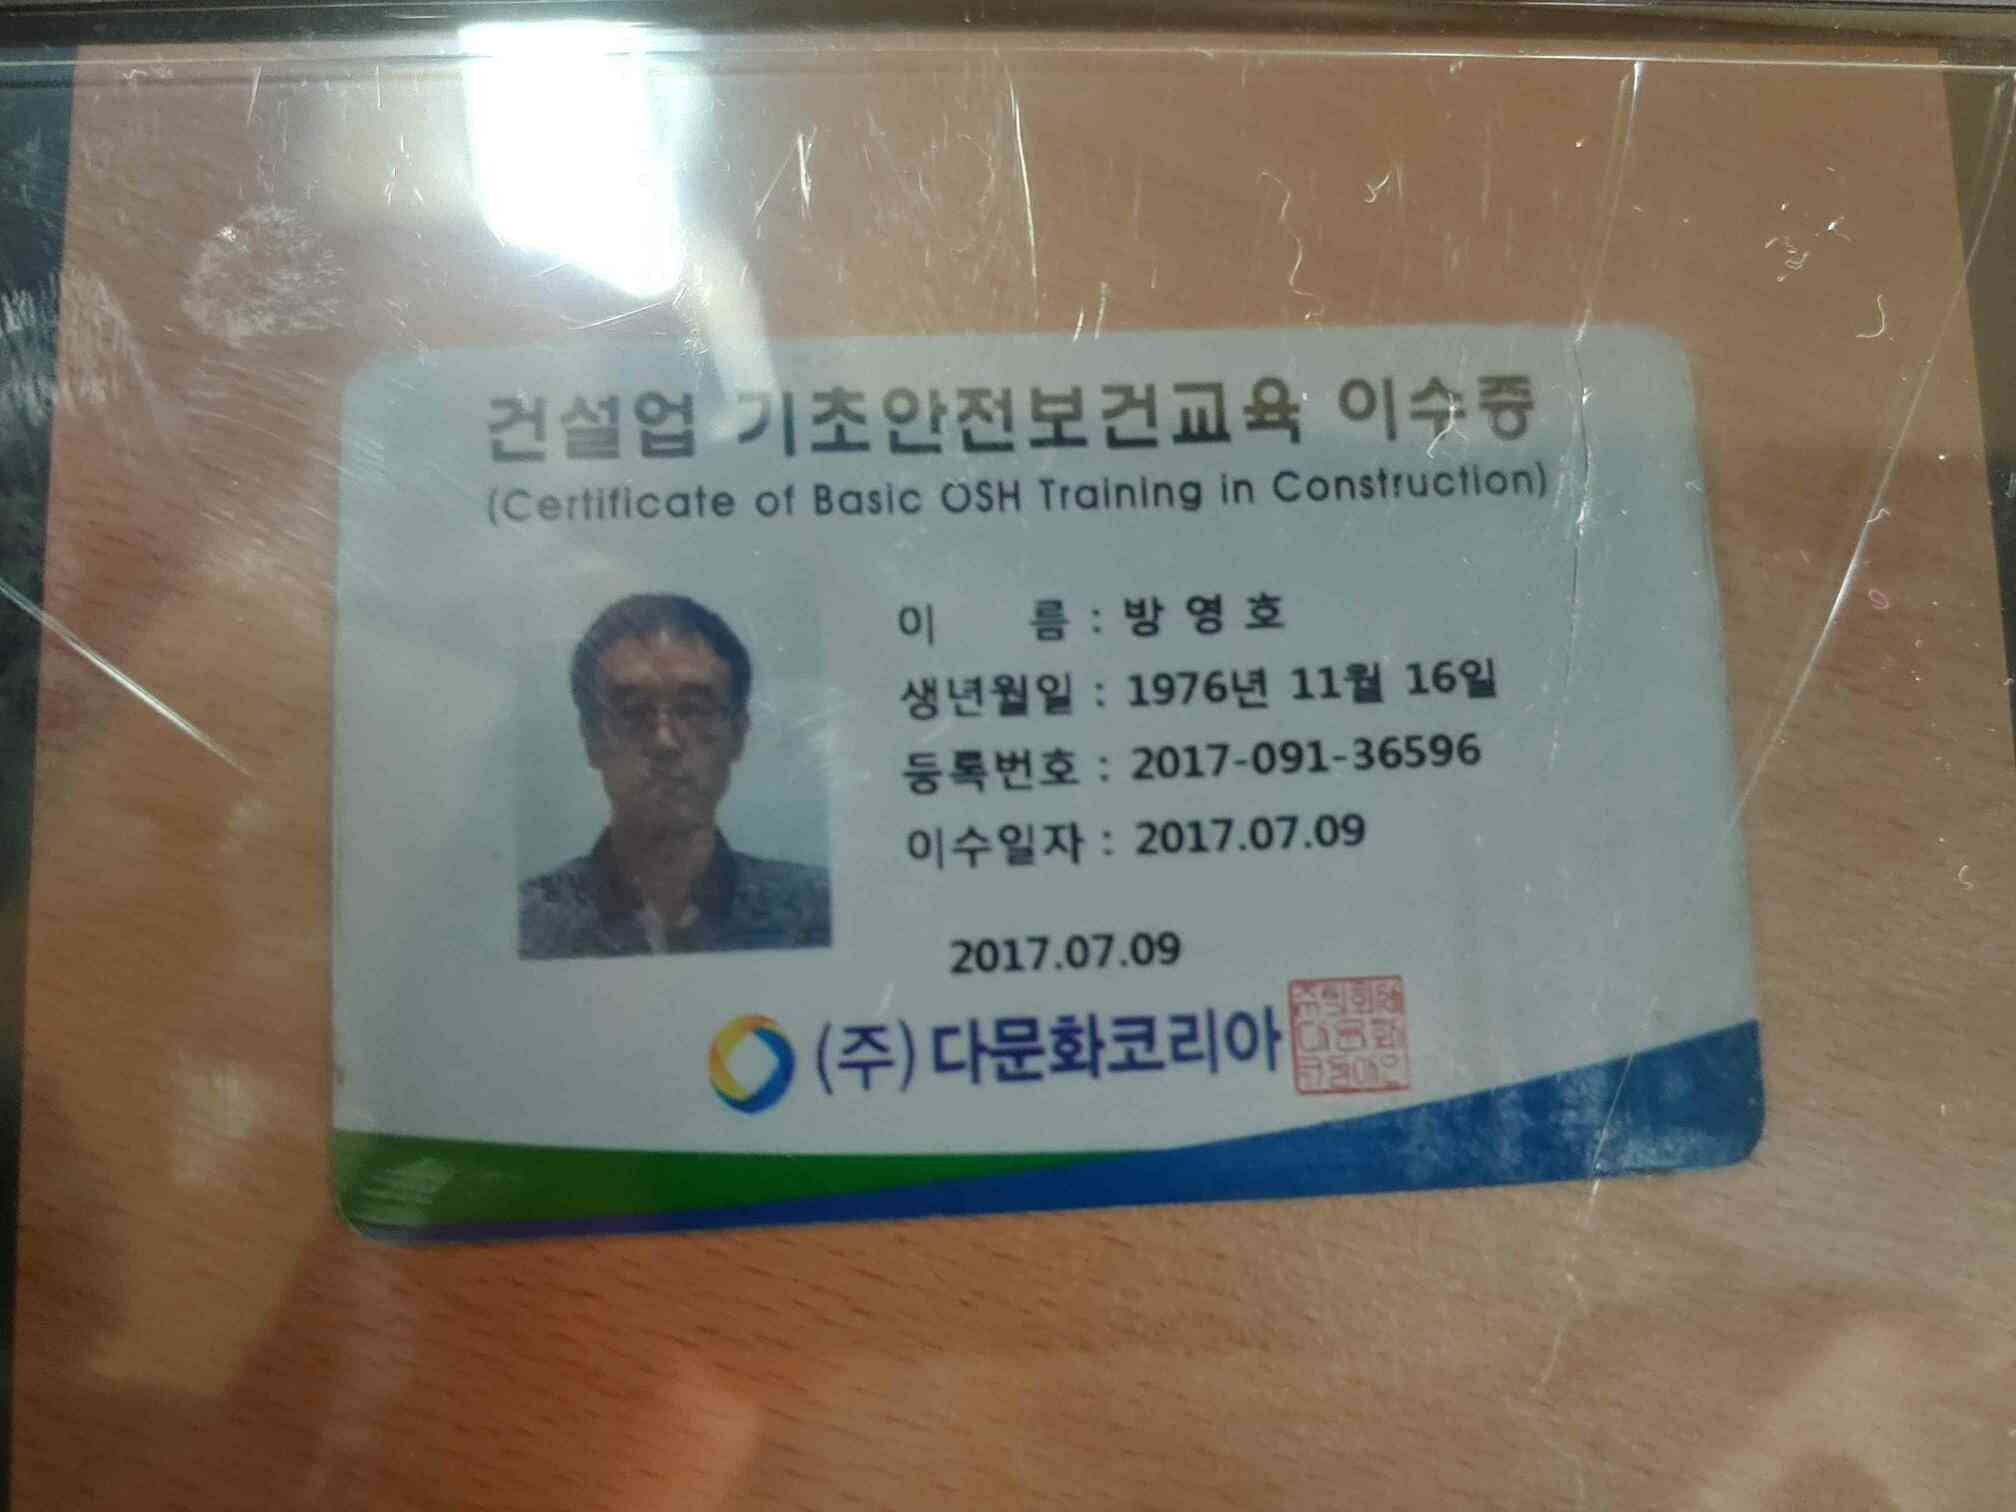 건설업 기초안전보건교육 이수증
(Certificate of Basic OSH Training in Construction)
이 름 : 방 영 호
생년월일 : 1976년 11월 16일
등록번호 : 2017-091-36596
이수일자 : 2017.07.09
2017.07.09
(주) 다문화코리아